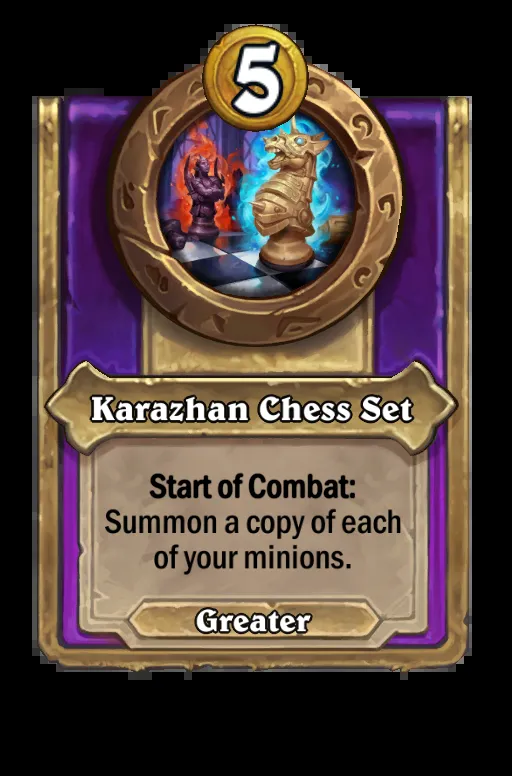 5
Karazhan Chess Set
Start of Combat:
Summon a copy of each
of your minions.
Greater